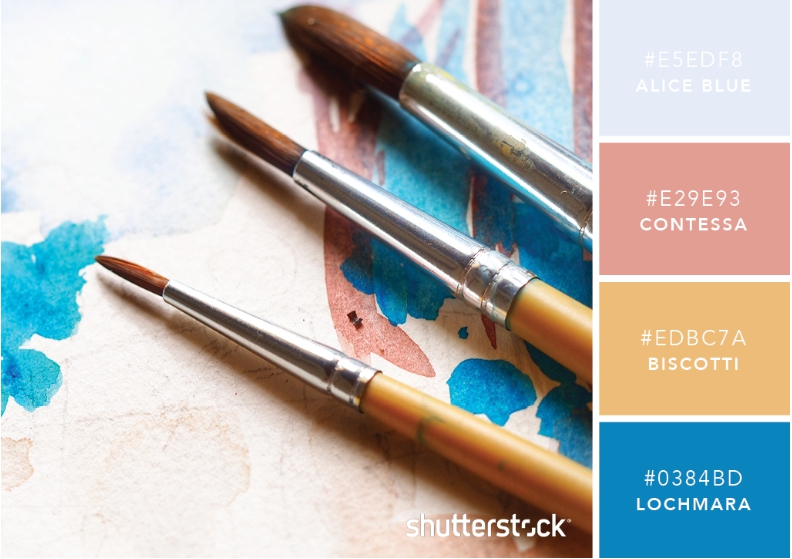 #E5EDF8
ALICE BLUE
#E29E93
CONTESSA
#EDBC7A
BISCOTTI
#0384BD
LOCHMARA
shutterstock